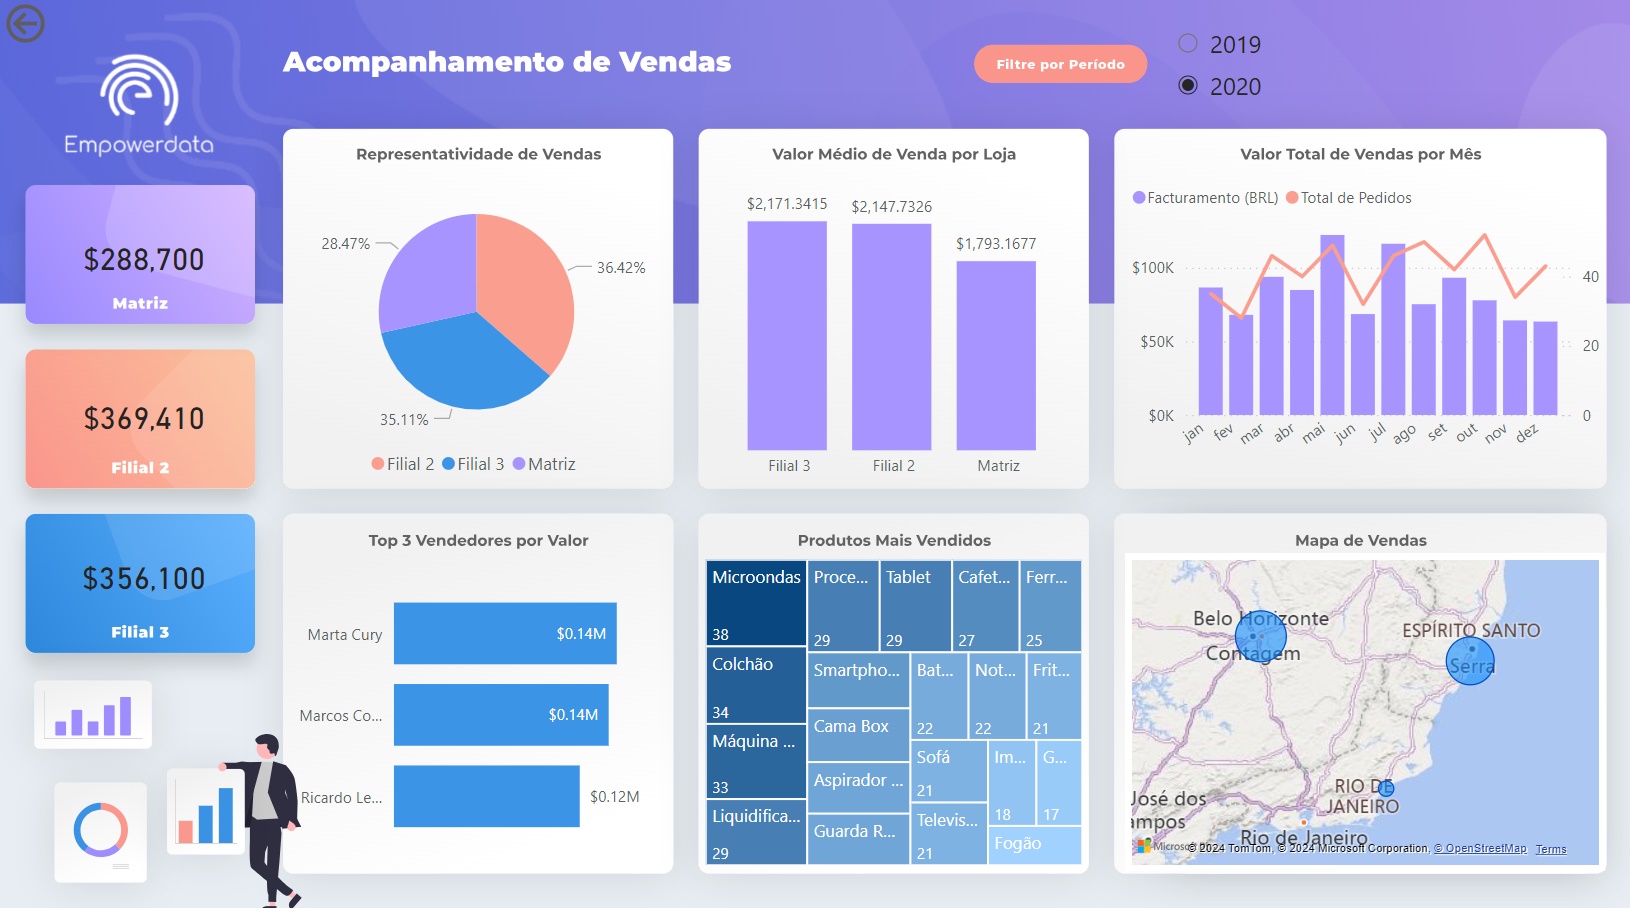 Empowerdata
Acompanhamento de Vendas
Filtre por Período
2019
2020
$288,700
Matriz
$369,410
Filial 2
$356,100
Filial 3
Representatividade de Vendas
28.47%
36.42%
35.11%
Filial 2 Filial 3 Matriz
Valor Médio de Venda por Loja
$2,171.3415
$2,147.7326
$1,793.1677
Filial 3
Filial 2
Matriz
Valor Total de Vendas por Mês
Facturamento (BRL) Total de Pedidos
$100K
$50K
$0K
40
20
0
jan fev mar abr mai jun jul ago set out nov dez
Top 3 Vendedores por Valor
Marta Cury
$0.14M
Marcos Co...
$0.14M
Ricardo Le...
$0.12M
Produtos Mais Vendidos
Microondas
38
Colchão
34
Máquina ...
33
Liquidifica...
29
Proce...
29
Tablet
29
Cafet...
27
Ferr...
25
Smartpho...
Cama Box
Aspirador ...
Guarda R...
Bat...
22
Not...
22
Frit...
21
Sofá
21
Televis...
21
Im...
18
G...
17
Fogão
Mapa de Vendas
Belo Horizonte
Contagem
ESPÍRITO SANTO
Serra
RIO DE
JANEIRO
José dos
ampos
Rio de Janeiro
© 2024 TomTom, © 2024 Microsoft Corporation, © OpenStreetMap Terms